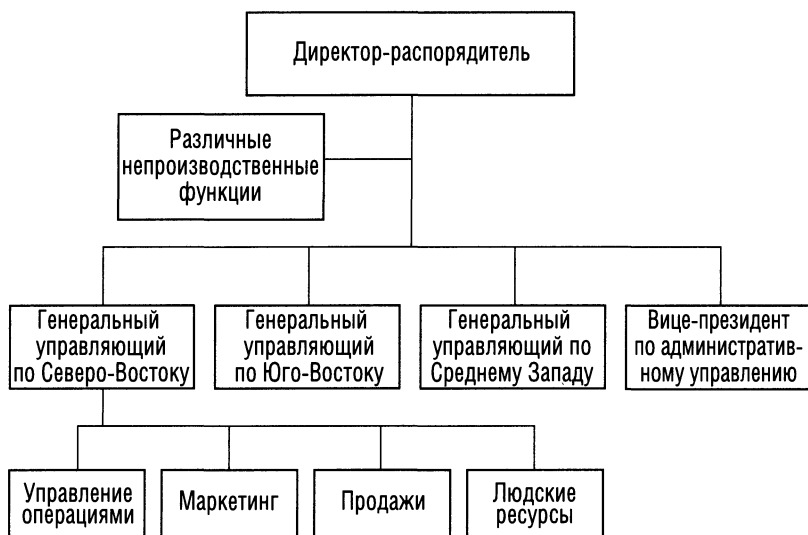 Директор-распорядитель
Различные
непроизводственные
функции
Генеральный
управляющий
по Северо-Востоку
Генеральный
управляющий
по Юго-Востоку
Генеральный
управляющий по
Среднему Западу
Вице-президент
по административ-
ному управлению
Управление
операциями
Маркетинг
Продажи
Людские
ресурсы